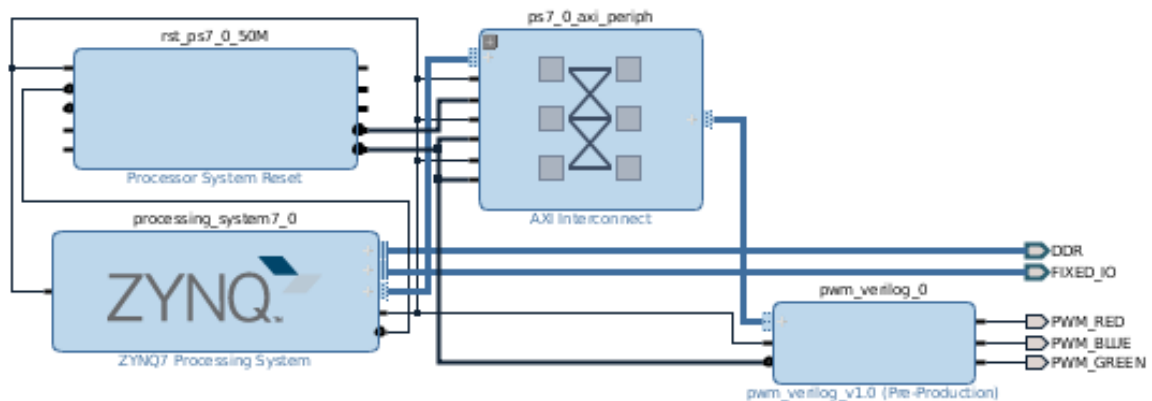 ps7_0_axi_periph
rst_ps7_0_50M
Processor System Reset
AXI Interconnect
processing_system7_0
ZYNQ™
ZYNQ7 Processing System
DDR
FIXED_IO
pwm_verilog_0
PWM_RED
PWM_BLUE
PWM_GREEN
pwm_verilog_v1.0 (Pre-Production)